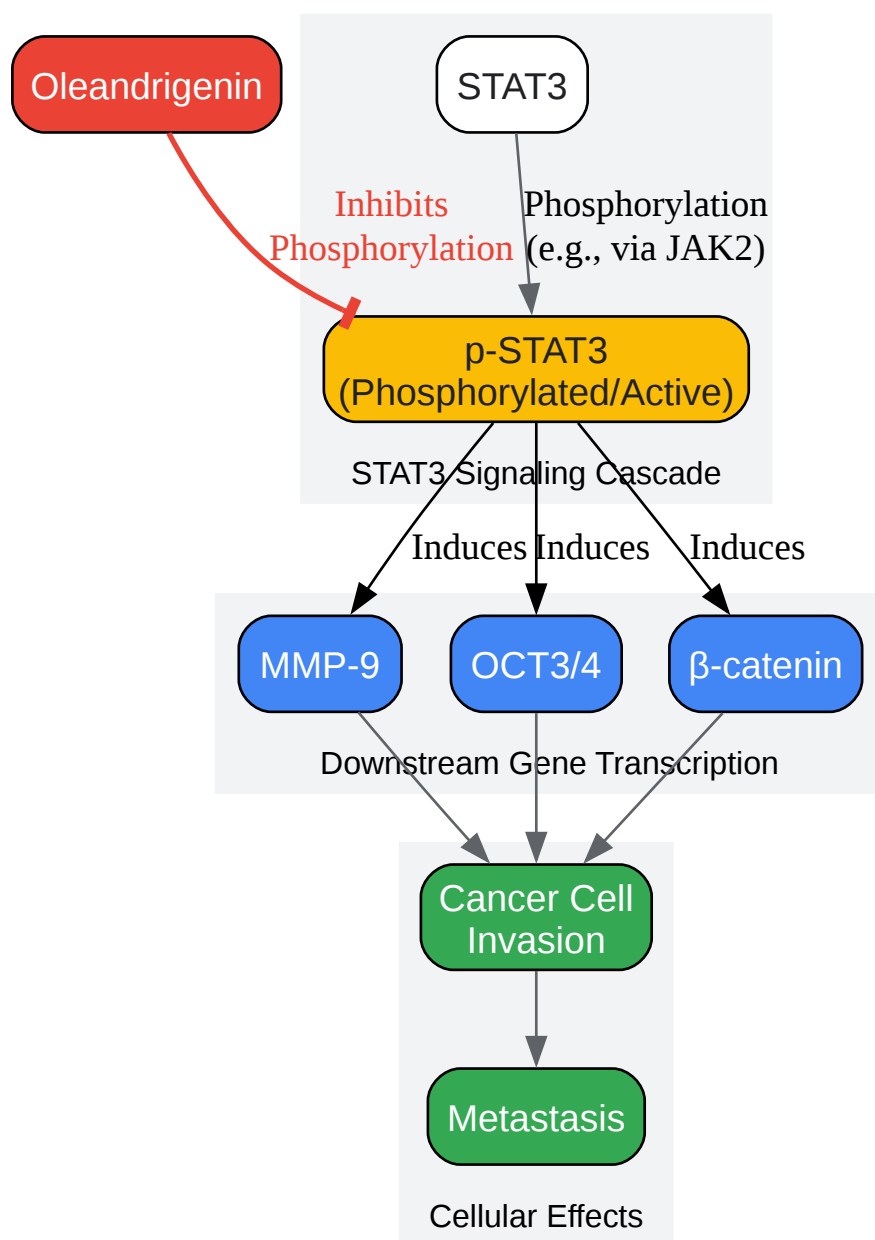 Oleandrigenin
STAT3
Inhibits
Phosphorylation
Phosphorylation
(e.g., via JAK2)
p-STAT3
(Phosphorylated/Active)
STAT3 Signaling Cascade
Induces
Induces
Induces
MMP-9
OCT3/4
β-catenin
Downstream Gene Transcription
Cancer Cell
Invasion
Metastasis
Cellular Effects